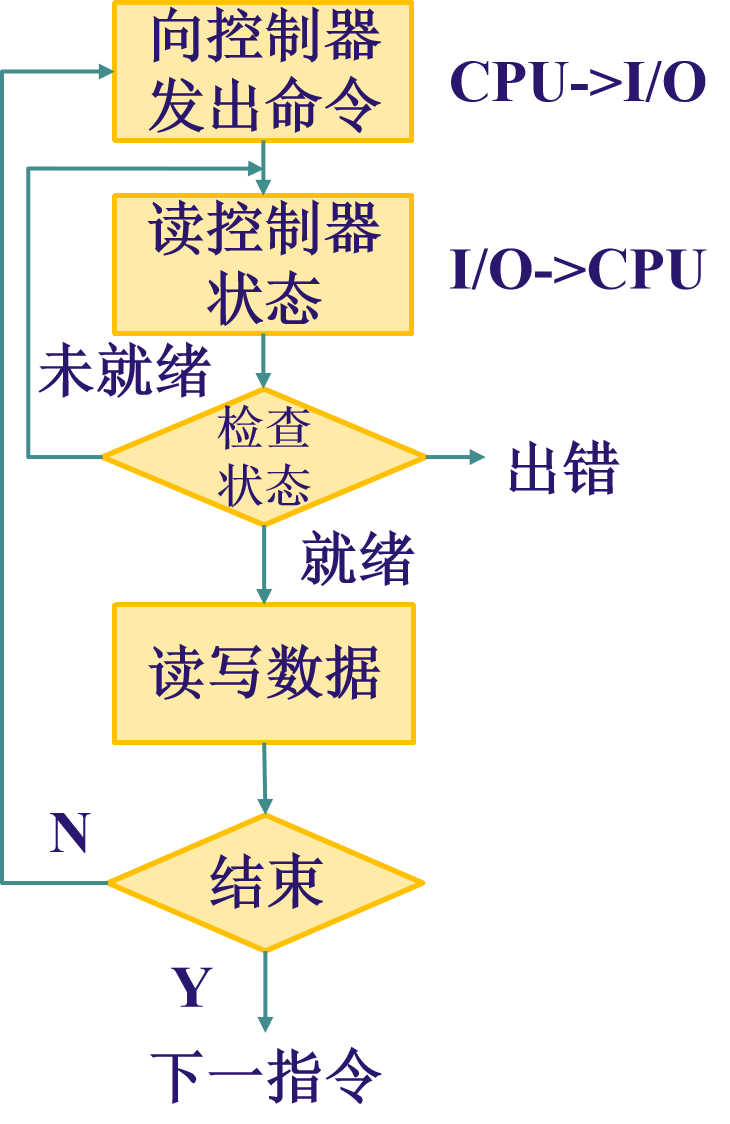 向控制器
发出命令
CPU->I/O
读控制器
状态
I/O->CPU
未就绪
检查
状态
出错
就绪
读写数据
N
结束
Y
下一指令